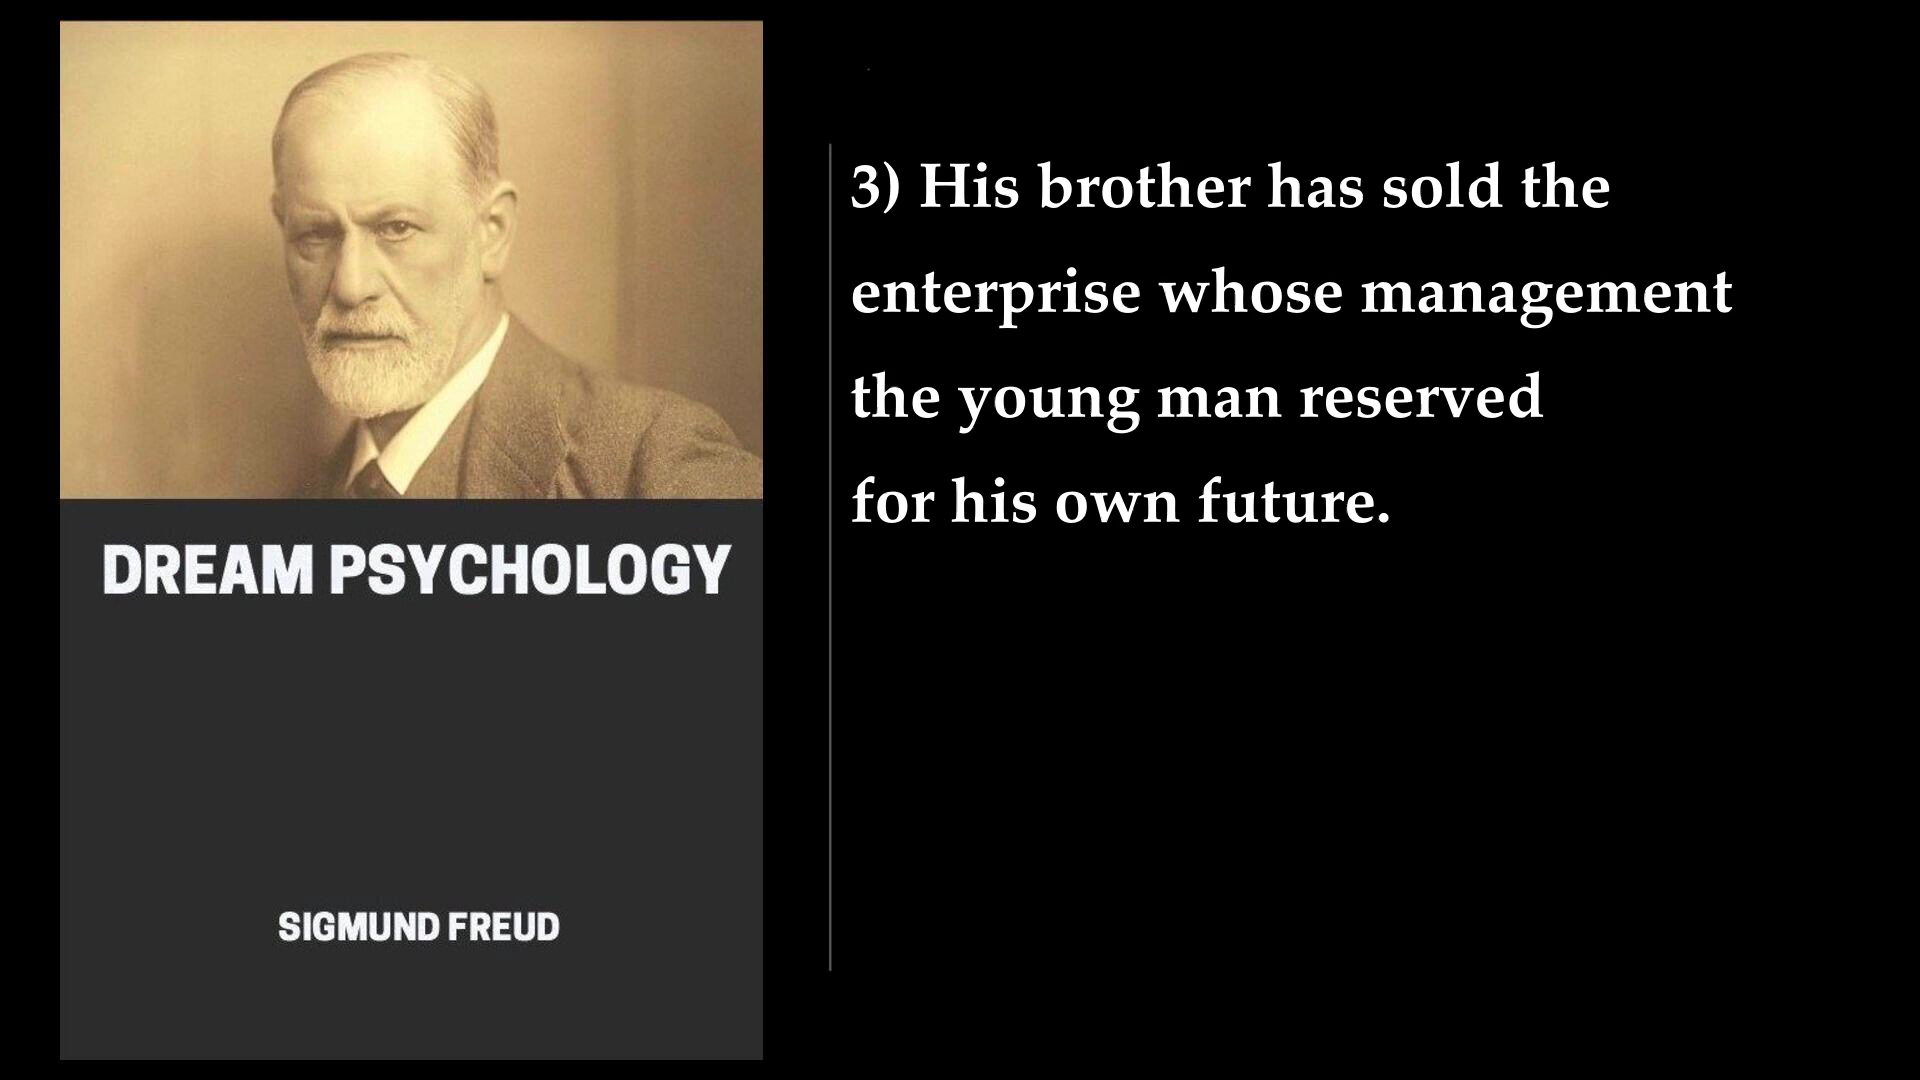 DREAM PSYCHOLOGY
SIGMUND FREUD
3) His brother has sold the
enterprise whose management
the young man reserved
for his own future.